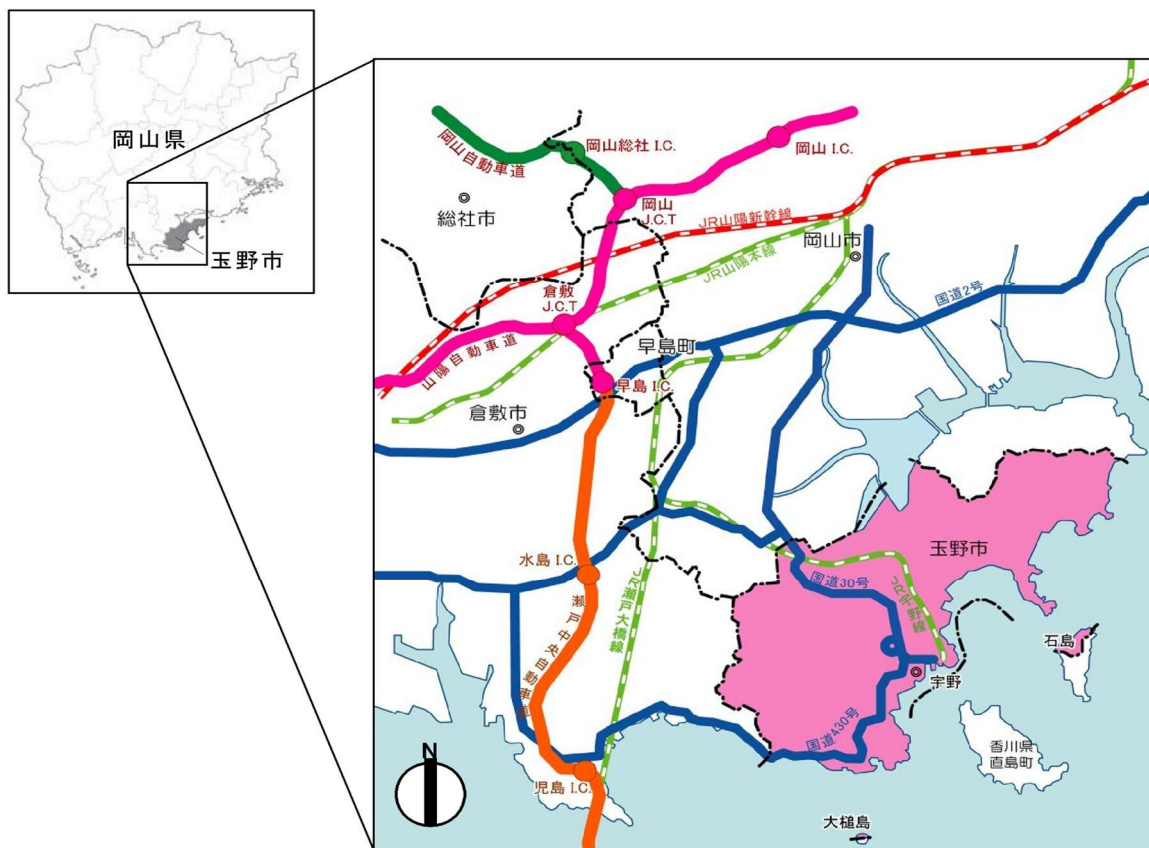 岡山県
玉野市
岡山自動車道
岡山総社 I.C.
岡山 I.C.
総社市
岡山
J.C.T
JR山陽新幹線
岡山市
JR山陽本線
国道2号
倉敷
J.C.T
早島町
山陽自動車道
早島 I.C.
倉敷市
玉野市
水島 I.C.
国道30号
JR宇野線
JR瀬戸大橋線
瀬戸中央自動車道
石島
宇野
国道430号
香川県
直島町
N
児島 I.C.
大槌島